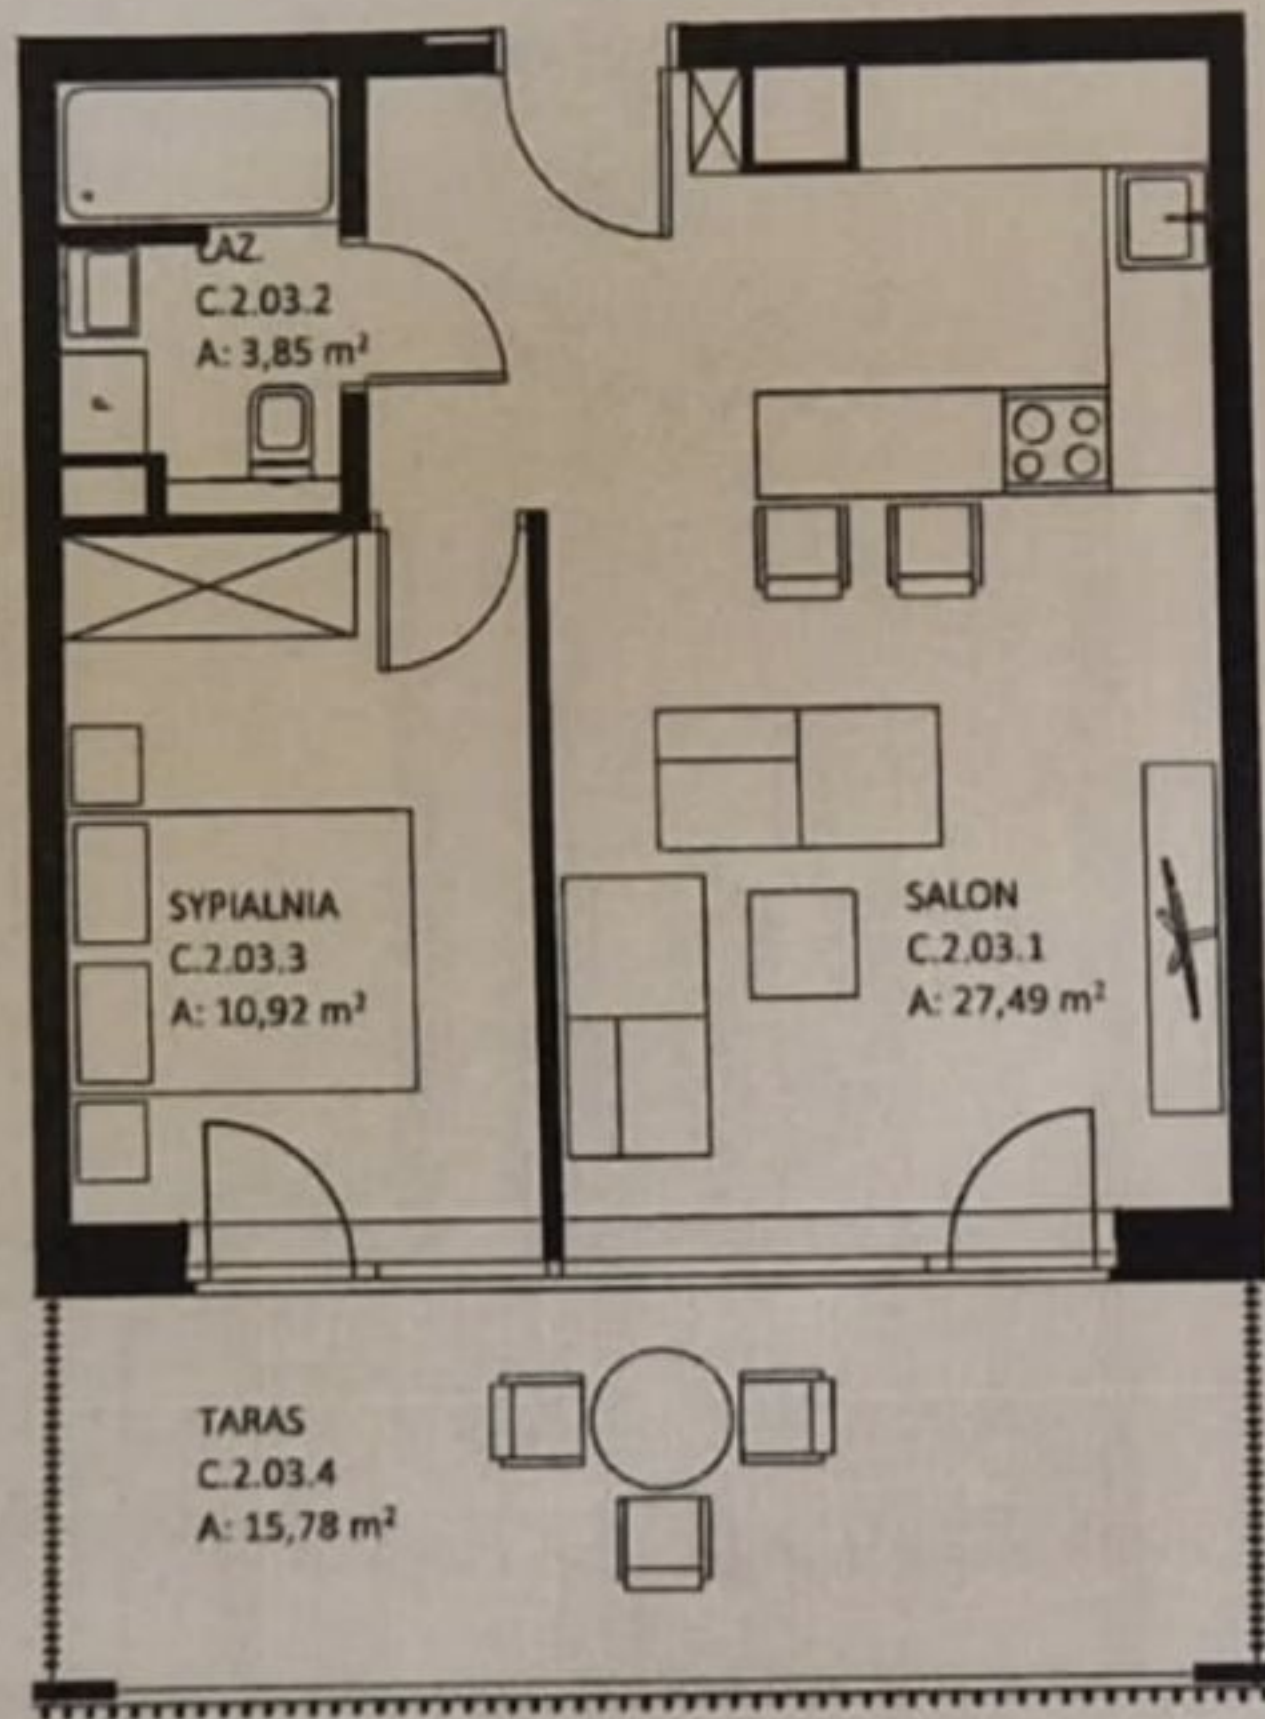 ŁAZ.
C.2.03.2
A: 3,85 m²
P
SYPIALNIA
C.2.03.3
A: 10,92 m²
SALON
C.2.03.1
A: 27,49 m²
TARAS
C.2.03.4
A: 15,78 m²